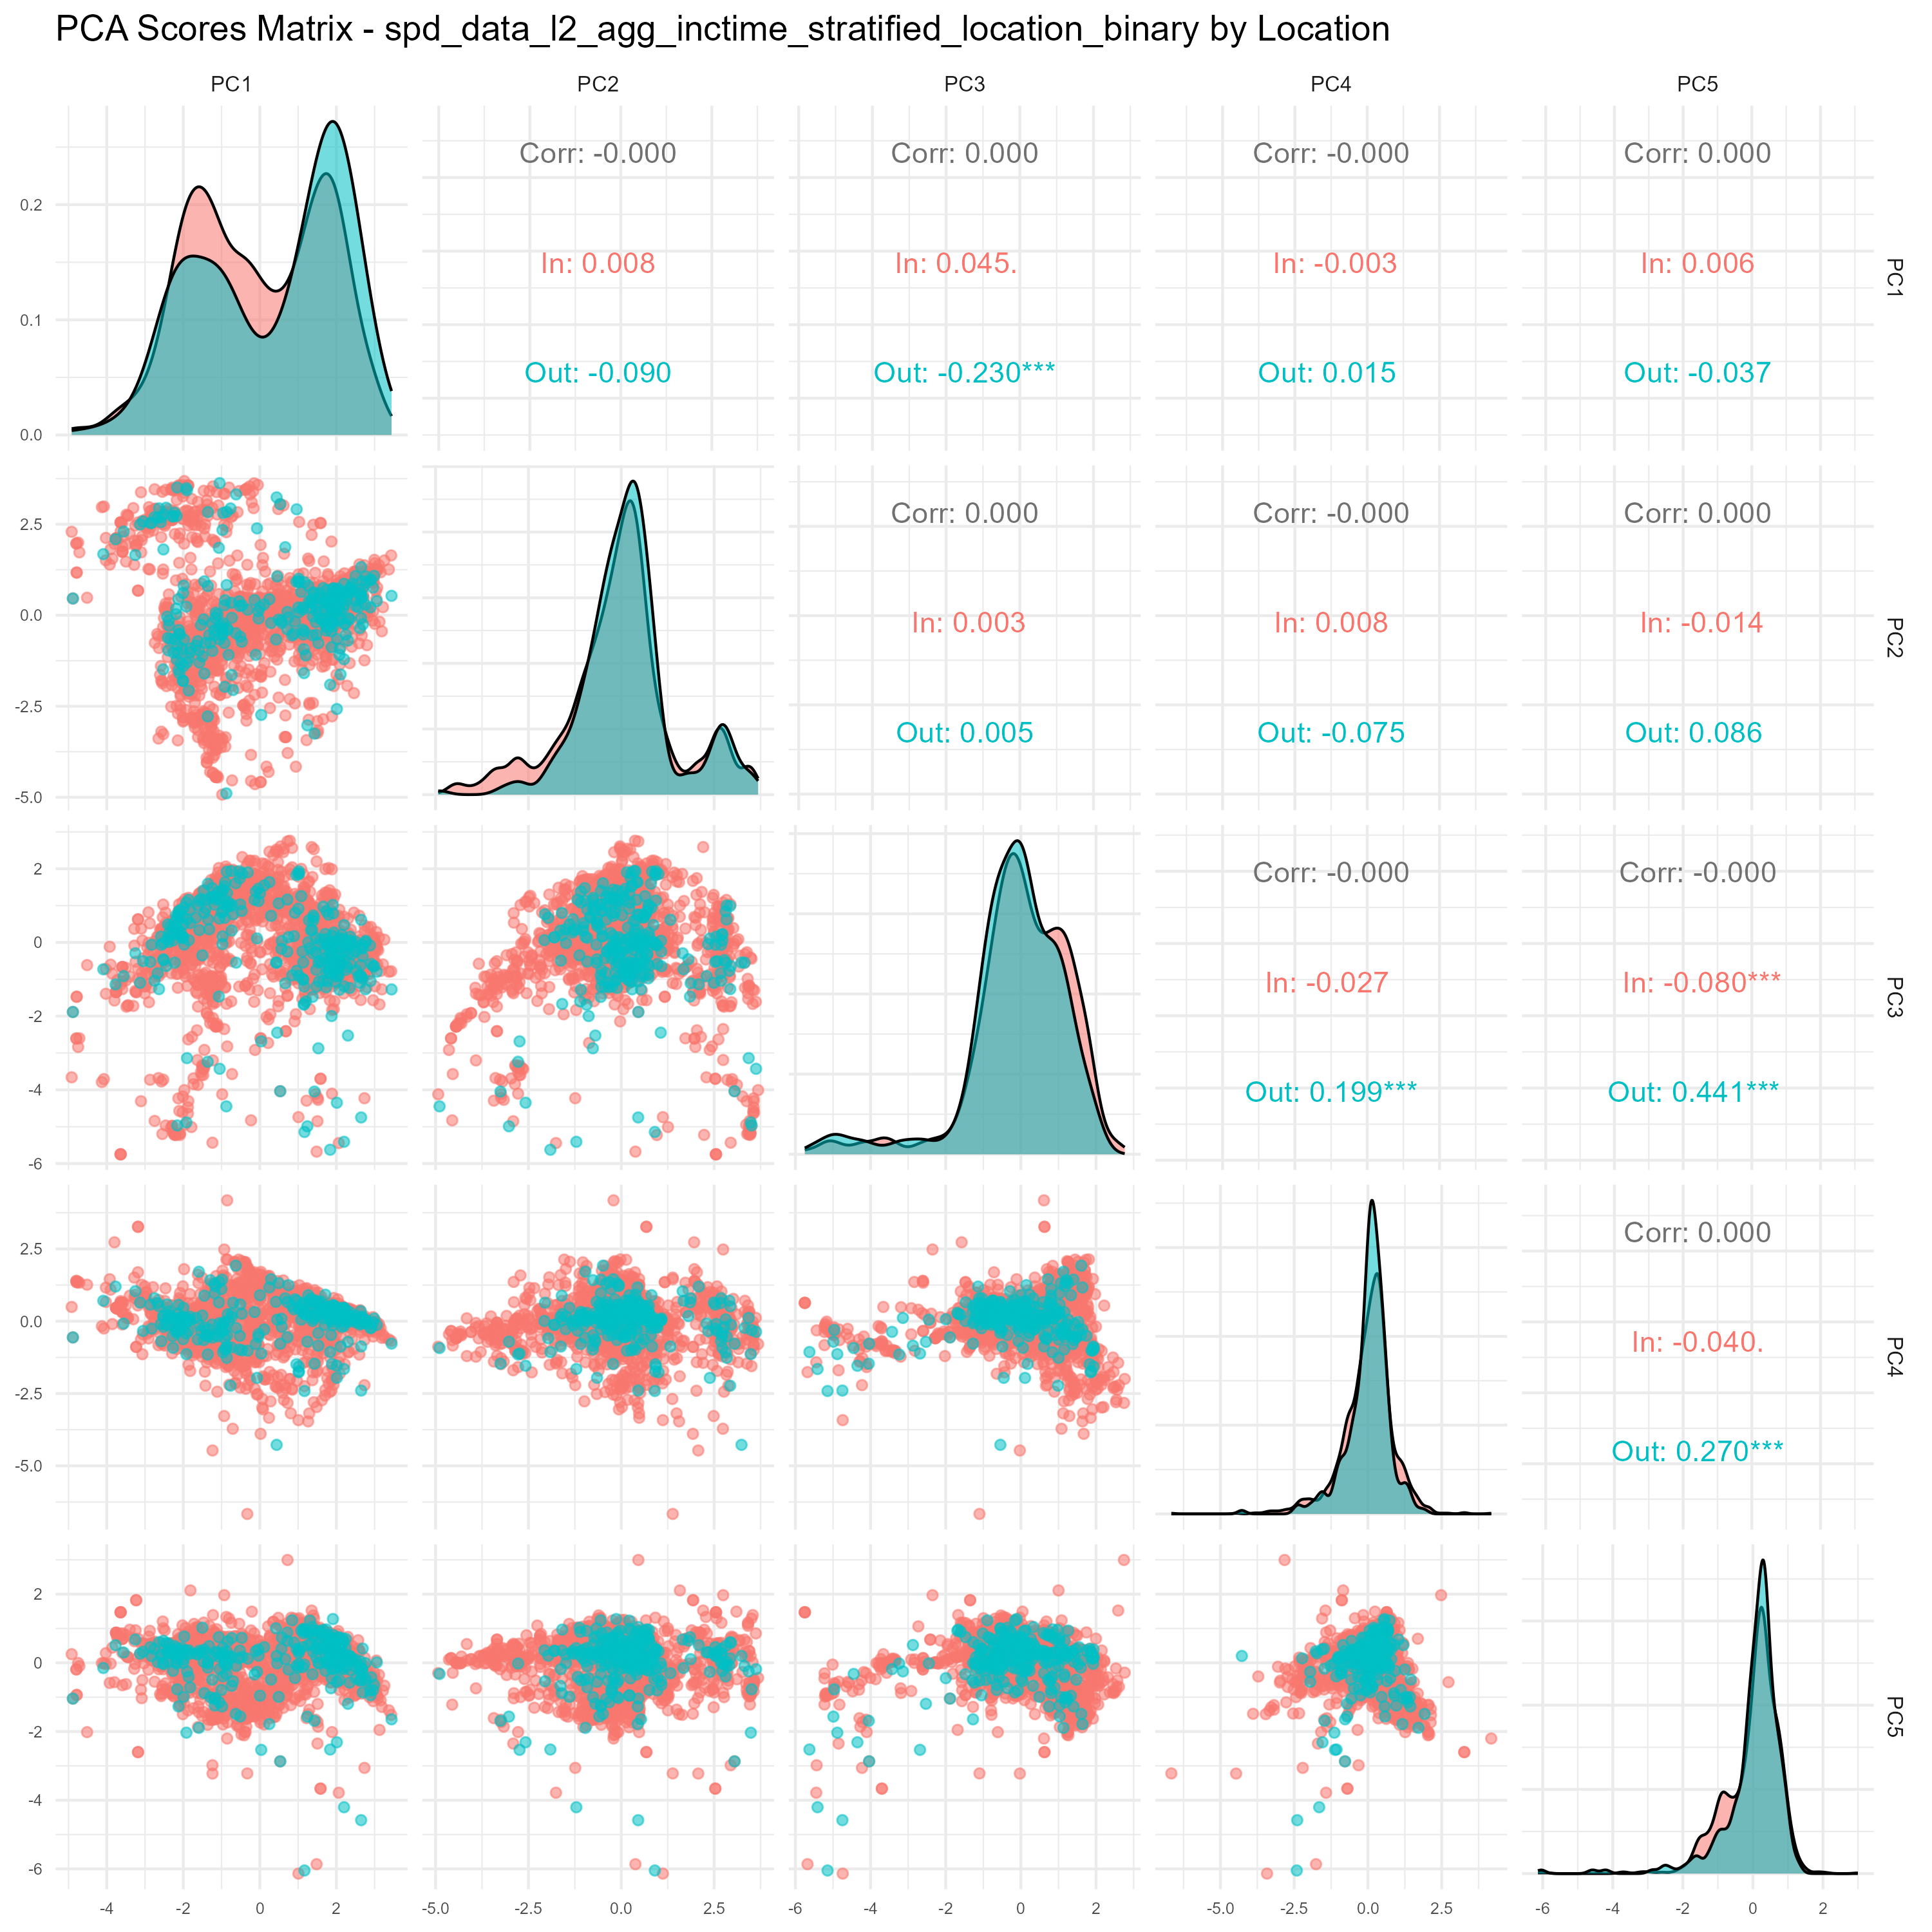 PCA Scores Matrix - spd_data_l2_agg_inctime_stratified_location_binary by Location
PC1 PC2 PC3 PC4 PC5
0.2
0.1
0.0
Corr: -0.000
In: 0.008
Out: -0.090
Corr: 0.000
In: 0.045.
Out: -0.230***
Corr: -0.000
In: -0.003
Out: 0.015
Corr: 0.000
In: 0.006
Out: -0.037
PC1
2.5
0.0
-2.5
-5.0
Corr: 0.000
In: 0.003
Out: 0.005
Corr: -0.000
In: 0.008
Out: -0.075
Corr: 0.000
In: -0.014
Out: 0.086
PC2
2
0
-2
-4
-6
Corr: -0.000
In: -0.027
Out: 0.199***
Corr: -0.000
In: -0.080***
Out: 0.441***
PC3
2.5
0.0
-2.5
-5.0
Corr: 0.000
In: -0.040.
Out: 0.270***
PC4
2
0
-2
-4
-6
PC5
-4 -2 0 2
-5.0 -2.5 0.0 2.5
-6 -4 -2 0 2
-5.0 -2.5 0.0 2.5
-6 -4 -2 0 2